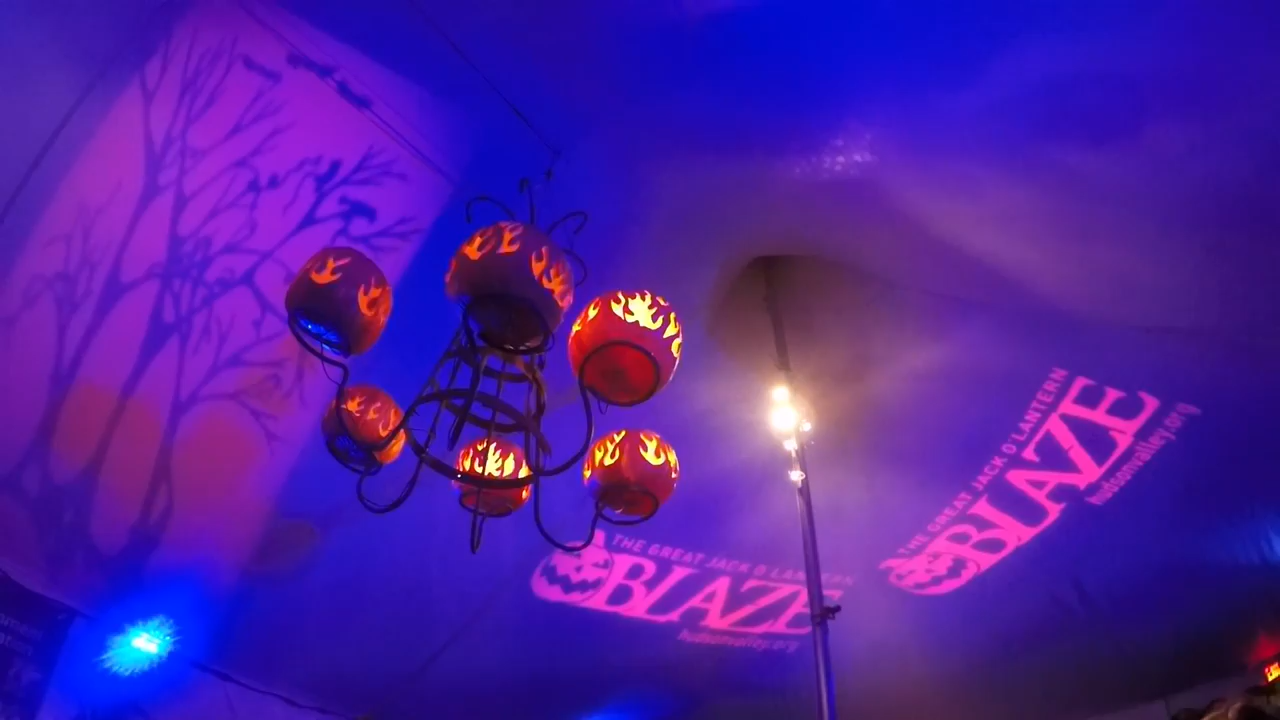 THE GREAT JACK O LANTERN
BLAZE
hudsonvalley.org
THE GREAT JACK O'LANTERN
BLAZE
hudsonvalley.org